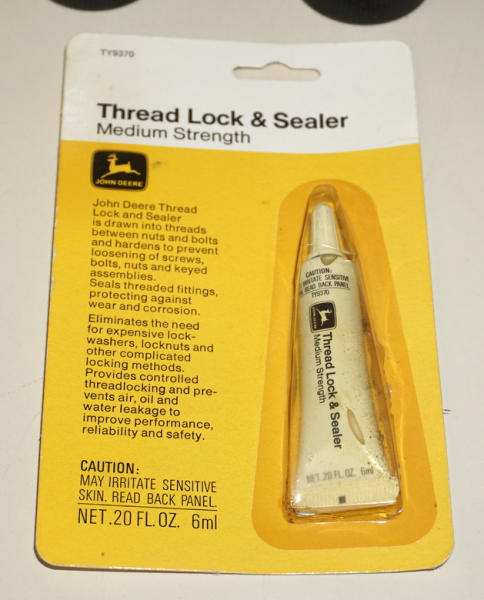 TY9370
Thread Lock & Sealer
Medium Strength
JOHN DEERE
John Deere Thread
Lock and Sealer
is drawn into threads
between nuts and bolts
and hardens to prevent
loosening of screws,
bolts, nuts and keyed
assemblies.
Seals threaded fittings,
protecting against
wear and corrosion.
Eliminates the need
for expensive lock-
washers, locknuts and
other complicated
locking methods.
Provides controlled
threadlocking and pre-
vents air, oil and
water leakage to
improve performance,
reliability and safety.
CAUTION:
MAY IRRITATE SENSITIVE
SKIN. READ BACK PANEL.
NET.20 FL.OZ. 6ml
CAUTION:
IRRITATE SENSITIVE
READ BACK PANEL.
TY9370
Thread Lock & Sealer
Medium Strength
NET.20 FL.OZ. 6ml